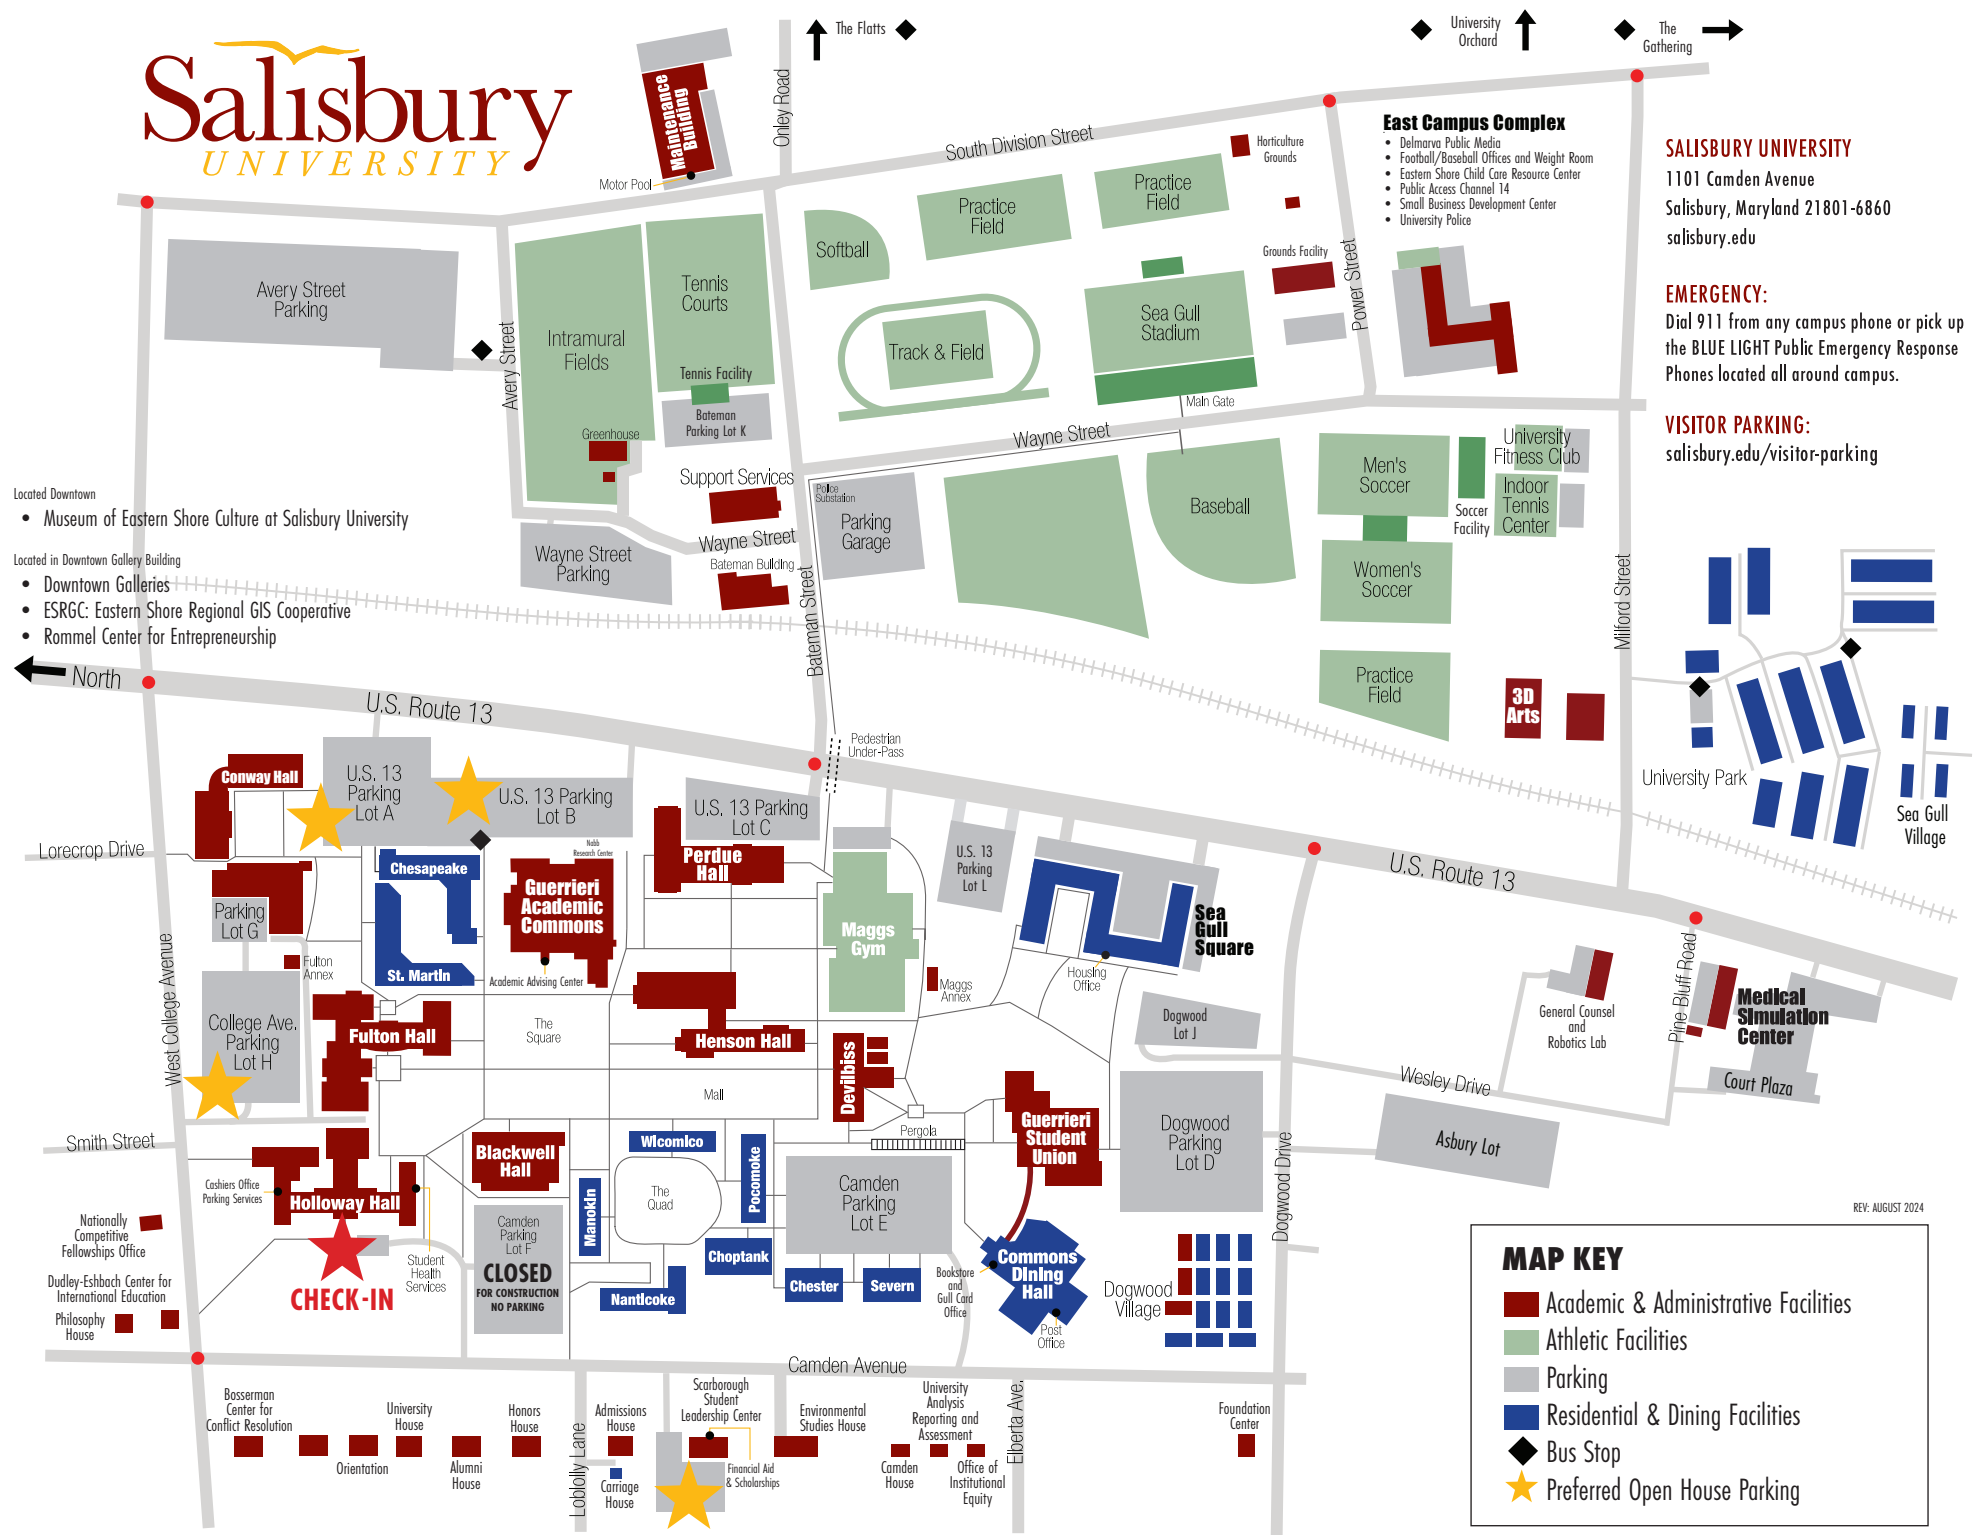 Salisbury
UNIVERSITY
The Flatts
University
Orchard
The
Gathering
Maintenance
Building
Motor Pool
Onley Road
South Division Street
Horticulture
Grounds
East Campus Complex
• Delmarva Public Media
• Football/Baseball Offices and Weight Room
• Eastern Shore Child Care Resource Center
• Public Access Channel 14
• Small Business Development Center
• University Police
SALISBURY UNIVERSITY
1101 Camden Avenue
Salisbury, Maryland 21801-6860
salisbury.edu
EMERGENCY:
Dial 911 from any campus phone or pick up
the BLUE LIGHT Public Emergency Response
Phones located all around campus.
VISITOR PARKING:
salisbury.edu/visitor-parking
Avery Street
Parking
Avery Street
Intramural
Fields
Tennis
Courts
Tennis Facility
Bateman
Parking Lot K
Greenhouse
Softball
Practice
Field
Practice
Field
Track & Field
Sea Gull
Stadium
Grounds Facility
Power Street
Main Gate
Wayne Street
Support Services
Wayne Street
Bateman Building
Wayne Street
Parking
Police
Substation
Parking
Garage
Bateman Street
Baseball
Men's
Soccer
Women's
Soccer
Soccer
Facility
University
Fitness Club
Indoor
Tennis
Center
Practice
Field
3D
Arts
Milford Street
University Park
Sea Gull
Village
Located Downtown
• Museum of Eastern Shore Culture at Salisbury University
Located in Downtown Gallery Building
• Downtown Galleries
• ESRGC: Eastern Shore Regional GIS Cooperative
• Rommel Center for Entrepreneurship
North
U.S. Route 13
Pedestrian
Under-Pass
Conway Hall
U.S. 13
Parking
Lot A
U.S. 13 Parking
Lot B
U.S. 13 Parking
Lot C
U.S. 13
Parking
Lot L
U.S. Route 13
Lorecrop Drive
Chesapeake
St. Martin
Nabb
Research Center
Guerrieri
Academic
Commons
Academic Advising Center
Perdue
Hall
Maggs
Gym
Maggs
Annex
Sea
Gull
Square
Housing
Office
Parking
Lot G
Fulton
Annex
West College Avenue
College Ave.
Parking
Lot H
Fulton Hall
The
Square
Henson Hall
Devilbiss
Mall
Dogwood
Lot J
General Counsel
and
Robotics Lab
Pine Bluff Road
Medical
Simulation
Center
Court Plaza
Wesley Drive
Asbury Lot
Smith Street
Cashiers Office
Parking Services
Holloway Hall
CHECK-IN
Student
Health
Services
Blackwell
Hall
Camden
Parking
Lot F
CLOSED
FOR CONSTRUCTION
NO PARKING
Wicomico
Manokin
The
Quad
Pocomoke
Choptank
Nanticoke
Pergola
Camden
Parking
Lot E
Chester
Severn
Guerrieri
Student
Union
Commons
Dining
Hall
Bookstore
and
Gull Card
Office
Post
Office
Dogwood
Parking
Lot D
Dogwood Drive
Dogwood
Village
Nationally
Competitive
Fellowships Office
Dudley-Eshbach Center for
International Education
Philosophy
House
Camden Avenue
Bosserman
Center for
Conflict Resolution
Orientation
University
House
Alumni
House
Honors
House
Loblolly Lane
Admissions
House
Carriage
House
Scarborough
Student
Leadership Center
Financial Aid
& Scholarships
Environmental
Studies House
University
Analysis
Reporting and
Assessment
Camden
House
Office of
Institutional
Equity
Elberta Ave.
Foundation
Center
REV: AUGUST 2024
MAP KEY
Academic & Administrative Facilities
Athletic Facilities
Parking
Residential & Dining Facilities
Bus Stop
Preferred Open House Parking